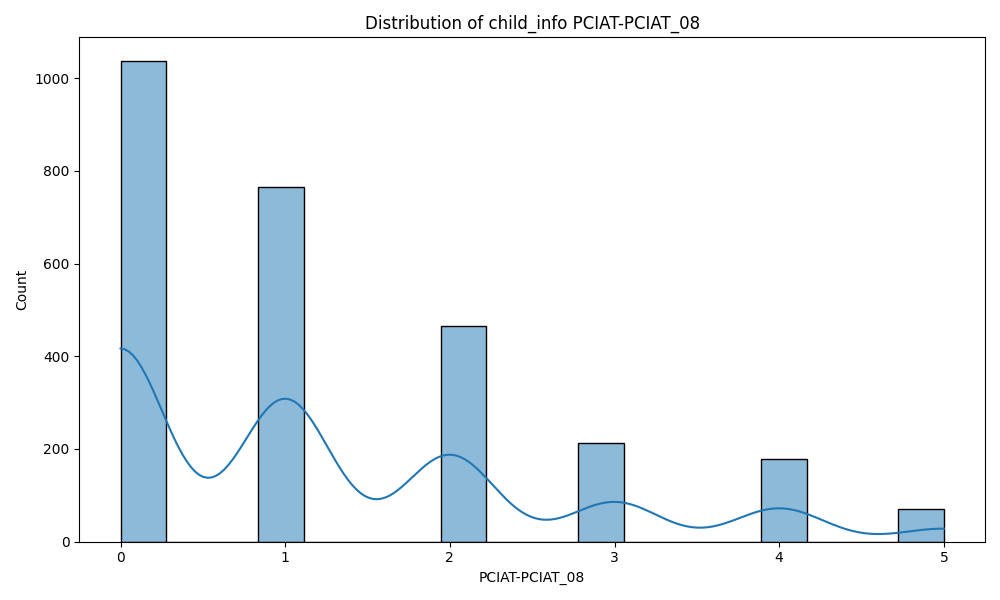 Distribution of child_info PCIAT-PCIAT_08
Count
1000
800
600
400
200
0
0 1 2 3 4 5
PCIAT-PCIAT_08